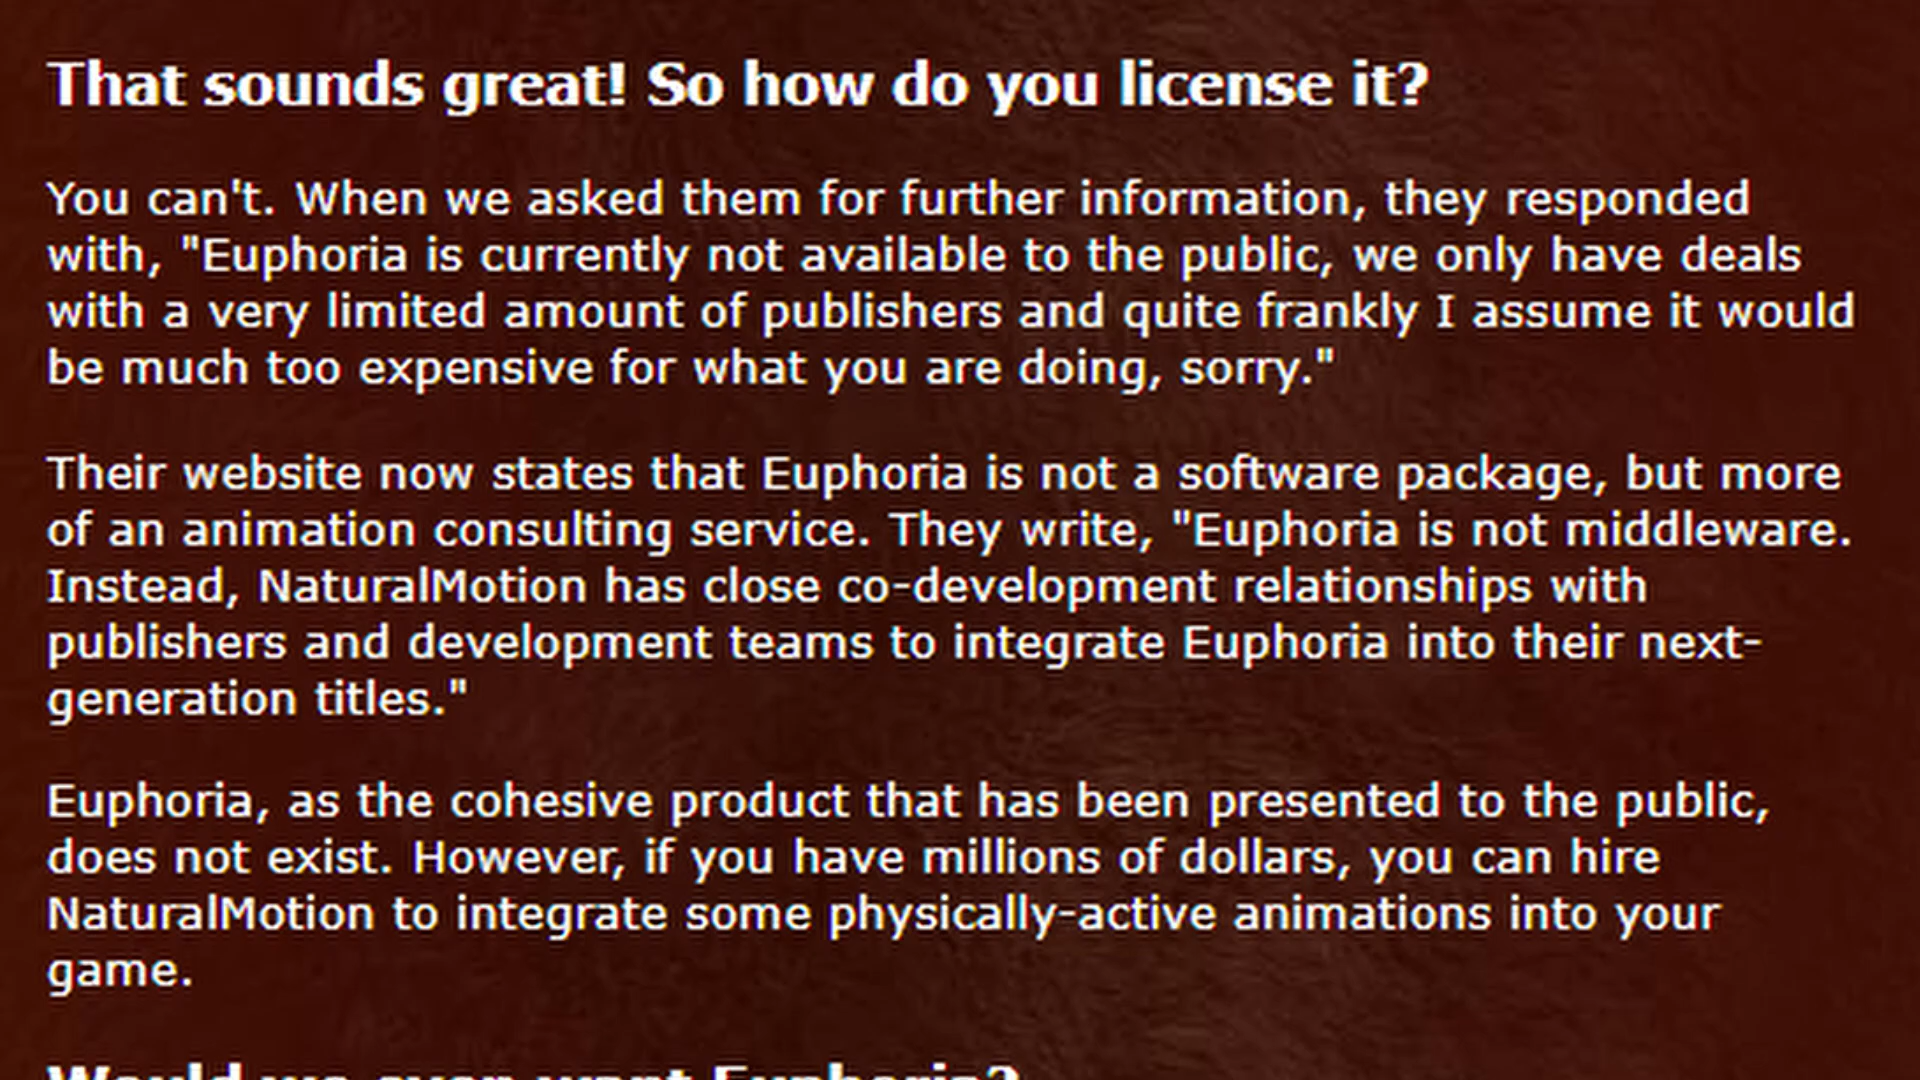 That sounds great! So how do you license it?
You can't. When we asked them for further information, they responded
with, "Euphoria is currently not available to the public, we only have deals
with a very limited amount of publishers and quite frankly I assume it would
be much too expensive for what you are doing, sorry."
Their website now states that Euphoria is not a software package, but more
of an animation consulting service. They write, "Euphoria is not middleware.
Instead, NaturalMotion has close co-development relationships with
publishers and development teams to integrate Euphoria into their next-
generation titles."
Euphoria, as the cohesive product that has been presented to the public,
does not exist. However, if you have millions of dollars, you can hire
NaturalMotion to integrate some physically-active animations into your
game.
Would we even want Euphoria?